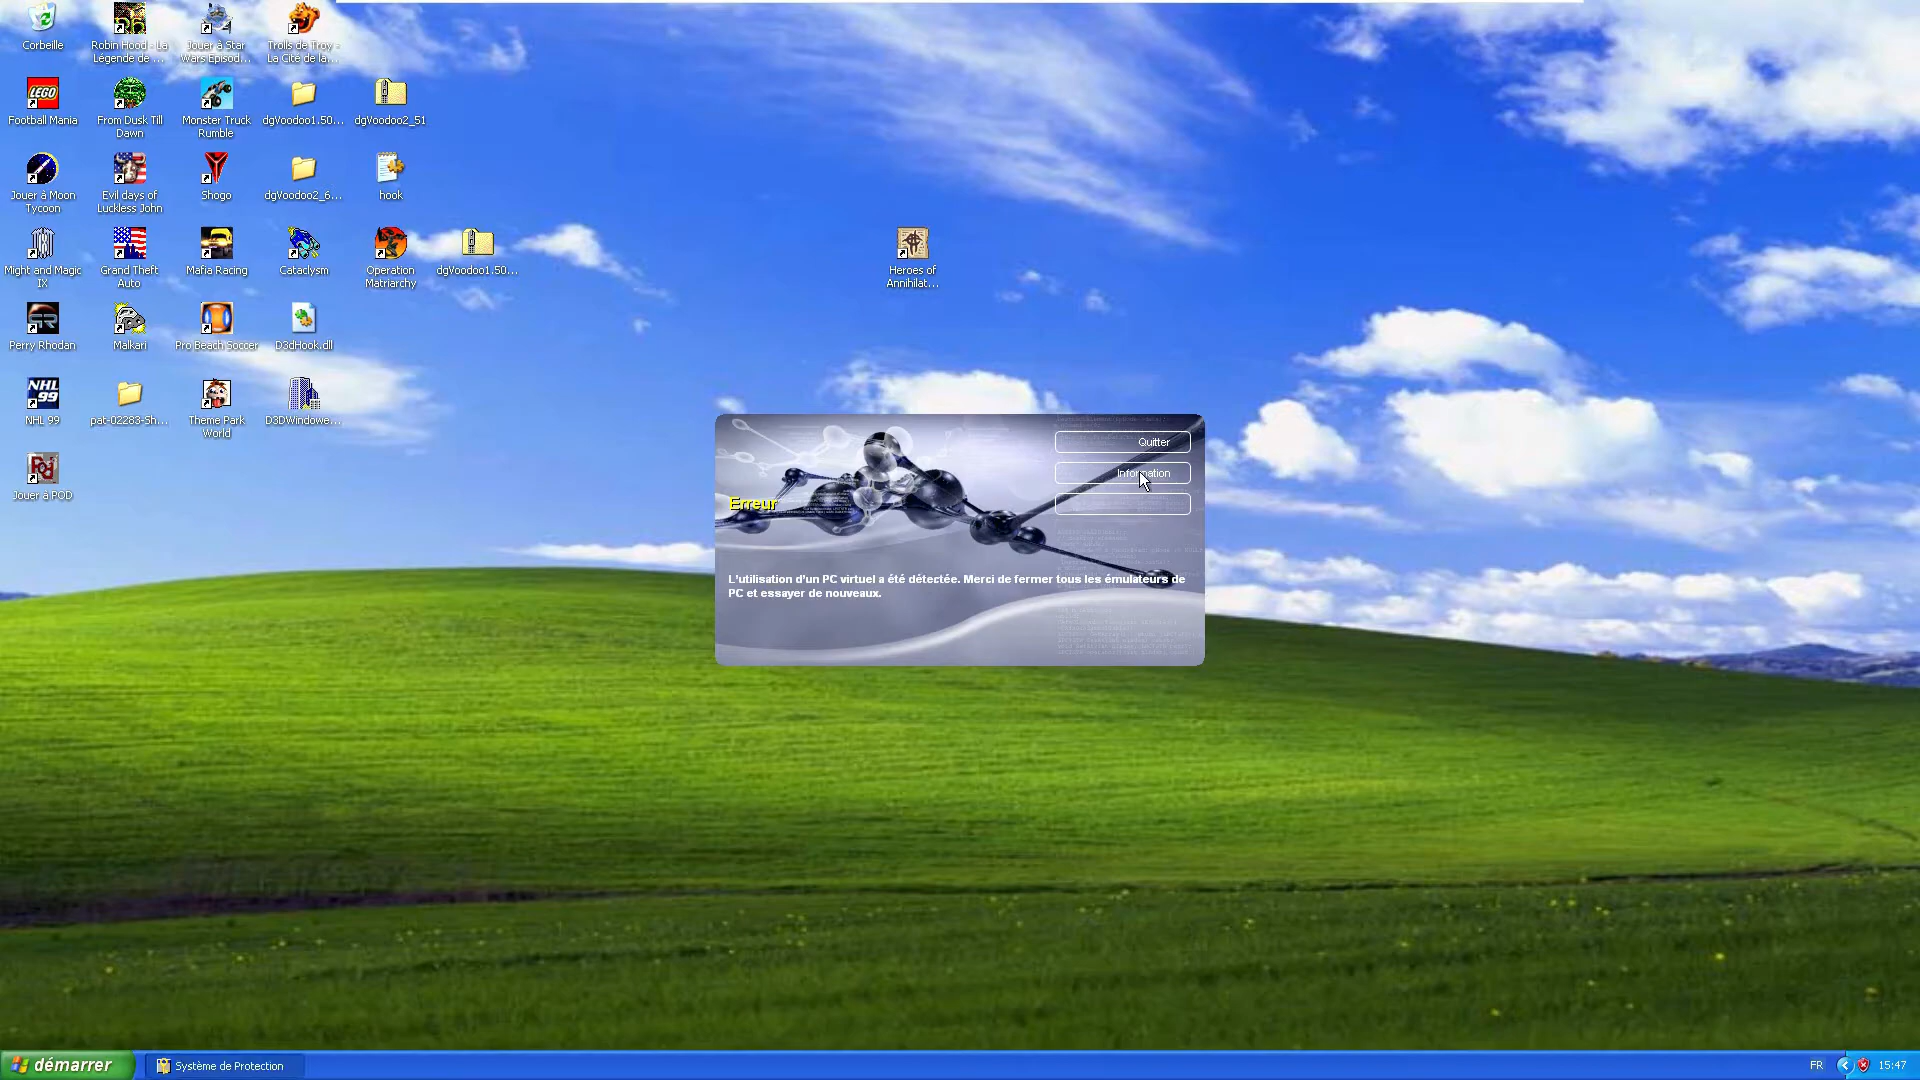 Corbeille
Robin Hood - La
Légende de ...
Jouer à Star
Wars Episod...
Trolls de Troy -
La Cité de la...
LEGO
Football Mania
From Dusk Till
Dawn
Monster Truck
Rumble
dgVoodoo1.50...
dgVoodoo2_51
Jouer à Moon
Tycoon
Evil days of
Luckless John
Shogo
dgVoodoo2_6...
hook
Might and Magic
IX
Grand Theft
Auto
Mafia Racing
Cataclysm
Operation
Matriarchy
dgVoodoo1.50...
Heroes of
Annihilat...
Perry Rhodan
Malkari
Pro Beach Soccer
D3dHook.dll
NHL
99
NHL 99
pat-02283-Sh...
Theme Park
World
D3DWindowe...
Pod
Jouer à POD
Quitter
Information
Erreur
L'utilisation d'un PC virtuel a été détectée. Merci de fermer tous les émulateurs de
PC et essayer de nouveaux.
démarrer
Système de Protection
FR
15:47